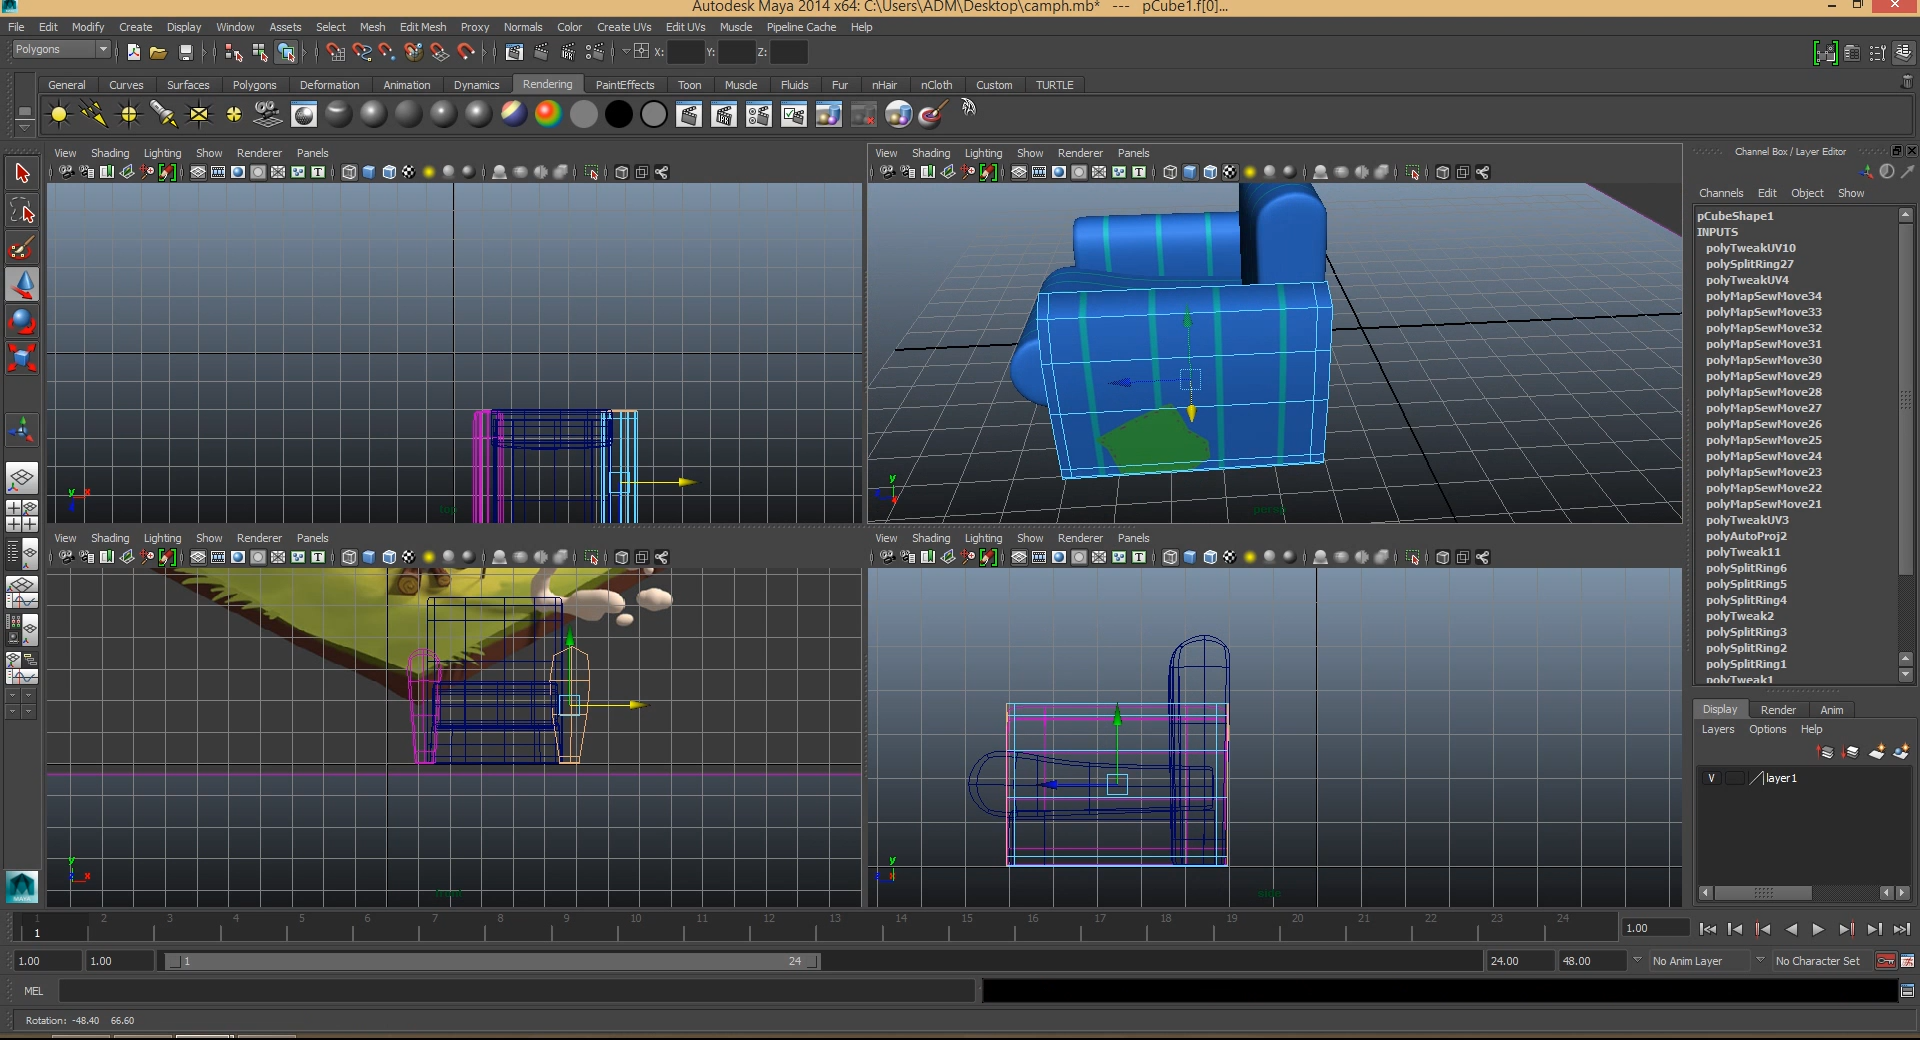 Autodesk Maya 2014 x64: C:\Users\ADM\Desktop\camph.mb* --- pCube1.f[0]...
File Edit Modify Create Display Window Assets Select Mesh Edit Mesh Proxy Normals Color Create UVs Edit UVs Muscle Pipeline Cache Help
Polygons X: Y: Z:
General Curves Surfaces Polygons Deformation Animation Dynamics Rendering PaintEffects Toon Muscle Fluids Fur nHair nCloth Custom TURTLE
View Shading Lighting Show Renderer Panels
View Shading Lighting Show Renderer Panels
Channel Box / Layer Editor
Channels Edit Object Show
pCubeShape1
INPUTS
polyTweakUV10
polySplitRing27
polyTweakUV4
polyMapSewMove34
polyMapSewMove33
polyMapSewMove32
polyMapSewMove31
polyMapSewMove30
polyMapSewMove29
polyMapSewMove28
polyMapSewMove27
polyMapSewMove26
polyMapSewMove25
polyMapSewMove24
polyMapSewMove23
polyMapSewMove22
polyMapSewMove21
polyTweakUV3
polyAutoProj2
polyTweak11
polySplitRing6
polySplitRing5
polySplitRing4
polyTweak2
polySplitRing3
polySplitRing2
polySplitRing1
polyTweak1
y x
top
y
persp
View Shading Lighting Show Renderer Panels
View Shading Lighting Show Renderer Panels
y x
front
y
side
Display Render Anim
Layers Options Help
V layer1
1 2 3 4 5 6 7 8 9 10 11 12 13 14 15 16 17 18 19 20 21 22 23 24
1
1.00
1.00 1.00 1 24 24.00 48.00 No Anim Layer No Character Set
MEL
Rotation: -48.40 66.60